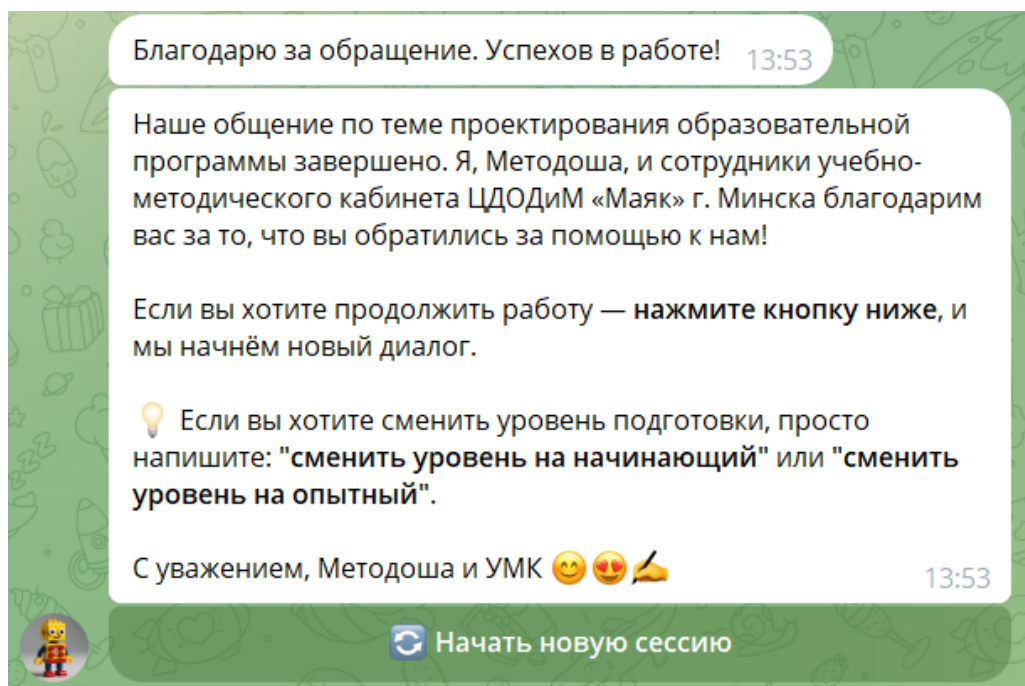 Благодарю за обращение. Успехов в работе! 13:53
Наше общение по теме проектирования образовательной
программы завершено. Я, Методоша, и сотрудники учебно-
методического кабинета ЦДОДиМ «Маяк» г. Минска благодарим
вас за то, что вы обратились за помощью к нам!
Если вы хотите продолжить работу — нажмите кнопку ниже, и
мы начнём новый диалог.
💡 Если вы хотите сменить уровень подготовки, просто
напишите: "сменить уровень на начинающий" или "сменить
уровень на опытный".
С уважением, Методоша и УМК 😊😍✍️ 13:53
🔄 Начать новую сессию